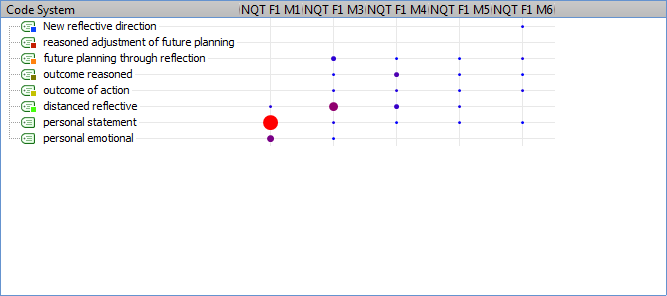 Code System NQT F1 M1 NQT F1 M3 NQT F1 M4 NQT F1 M5 NQT F1 M6
New reflective direction
reasoned adjustment of future planning
future planning through reflection
outcome reasoned
outcome of action
distanced reflective
personal statement
personal emotional